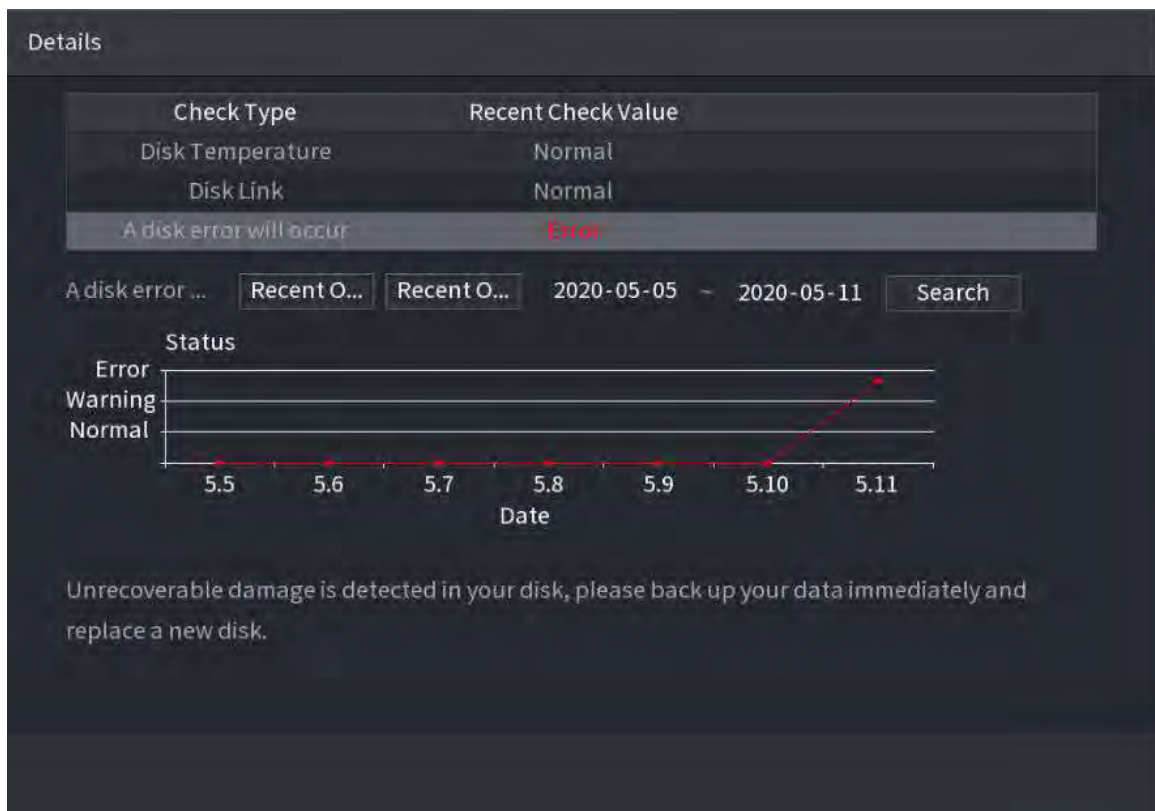 Details
Check Type Recent Check Value
Disk Temperature Normal
Disk Link Normal
A disk error will occur Error
A disk error ... Recent O... Recent O... 2020-05-05 ~ 2020-05-11 Search
Status
Error
Warning
Normal
5.5 5.6 5.7 5.8 5.9 5.10 5.11
Date
Unrecoverable damage is detected in your disk, please back up your data immediately and
replace a new disk.